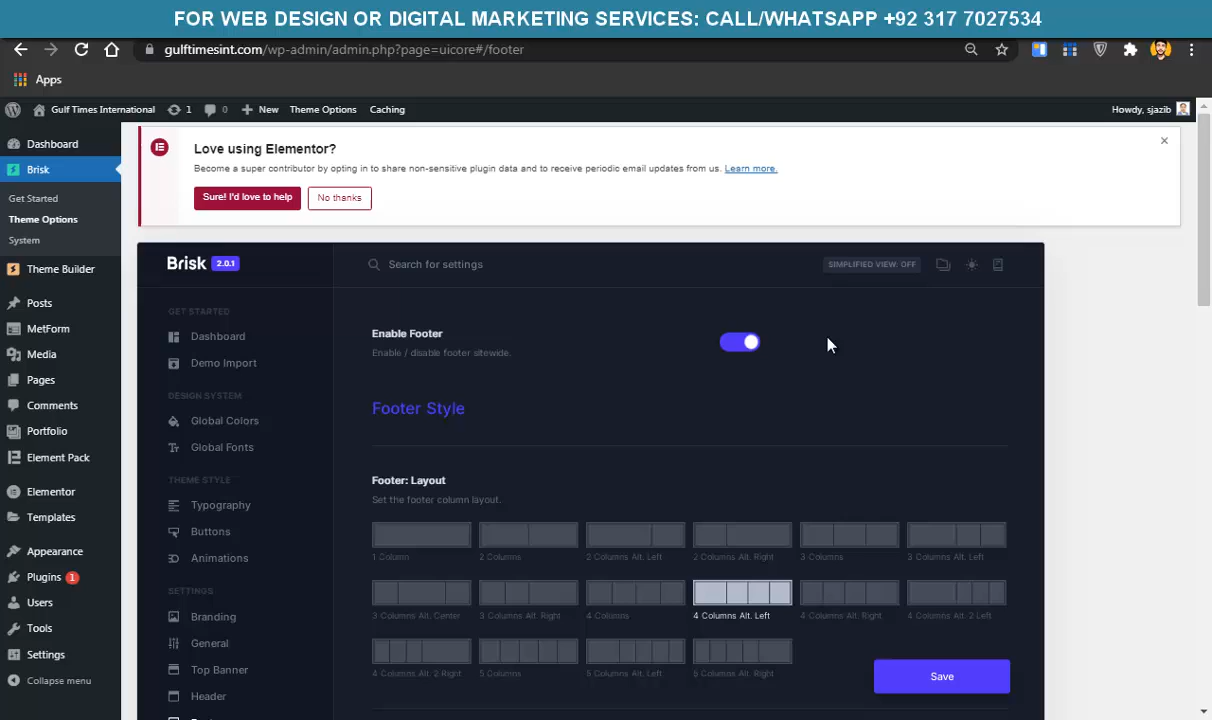 FOR WEB DESIGN OR DIGITAL MARKETING SERVICES: CALL/WHATSAPP +92 317 7027534
gulftimesint.com/wp-admin/admin.php?page=uicore#/footer
Apps
Gulf Times International 1 0 New Theme Options Caching Howdy, sjazib
Dashboard
Brisk
Get Started
Theme Options
System
Theme Builder
Posts
MetForm
Media
Pages
Comments
Portfolio
Element Pack
Elementor
Templates
Appearance
Plugins 1
Users
Tools
Settings
Collapse menu
Love using Elementor?
Become a super contributor by opting in to share non-sensitive plugin data and to receive periodic email updates from us. Learn more.
Sure! I'd love to help No thanks
Brisk 2.0.1
Search for settings
SIMPLIFIED VIEW: OFF
GET STARTED
Dashboard
Demo Import
DESIGN SYSTEM
Global Colors
Global Fonts
THEME STYLE
Typography
Buttons
Animations
SETTINGS
Branding
General
Top Banner
Header
Enable Footer
Enable / disable footer sitewide.
Footer Style
Footer: Layout
Set the footer column layout.
1 Column 2 Columns 2 Columns Alt. Left 2 Columns Alt. Right 3 Columns 3 Columns Alt. Left
3 Columns Alt. Center 3 Columns Alt. Right 4 Columns 4 Columns Alt. Left 4 Columns Alt. Right 4 Columns Alt. 2 Left
4 Columns Alt. 2 Right 5 Columns 5 Columns Alt. Left 5 Columns Alt. Right
Save